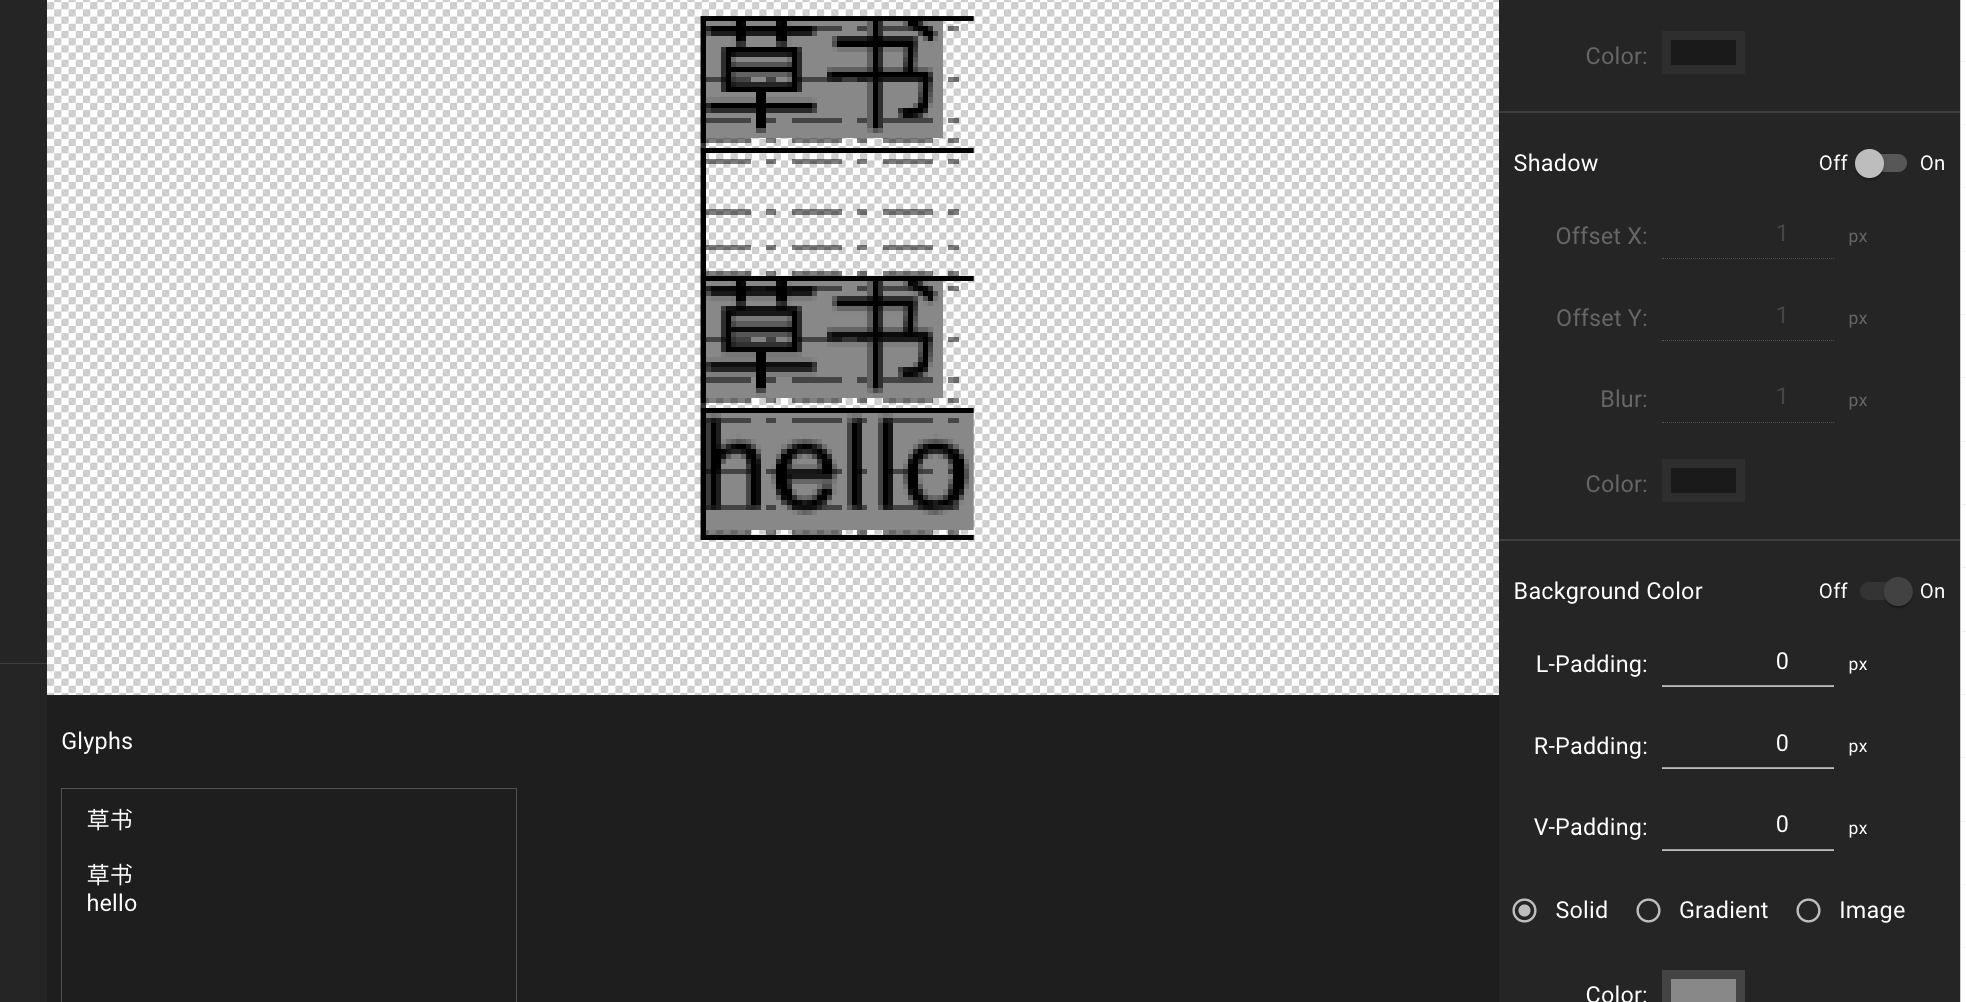 草书
草书
hello
Color:
Shadow Off On
Offset X: 1 px
Offset Y: 1 px
Blur: 1 px
Color:
Background Color Off On
L-Padding: 0 px
R-Padding: 0 px
V-Padding: 0 px
Solid Gradient Image
Color:
Glyphs
草书
草书
hello